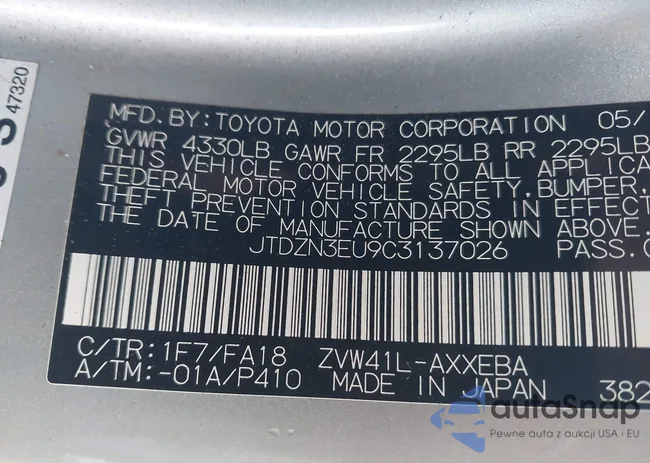 47320
MFD. BY: TOYOTA MOTOR CORPORATION 05/
GVWR 4330LB GAWR FR 2295LB RR 2295LB
THIS VEHICLE CONFORMS TO ALL APPLICA
FEDERAL MOTOR VEHICLE SAFETY, BUMPER,
THEFT PREVENTION STANDARDS IN EFFECT
THE DATE OF MANUFACTURE SHOWN ABOVE.
JTDZN3EU9C3137026 PASS.
C/TR: 1F7/FA18 ZVW41L-AXXEBA
A/TM: -01A/P410 MADE IN JAPAN 382
autaSnap
Pewne auta z aukcji USA i EU